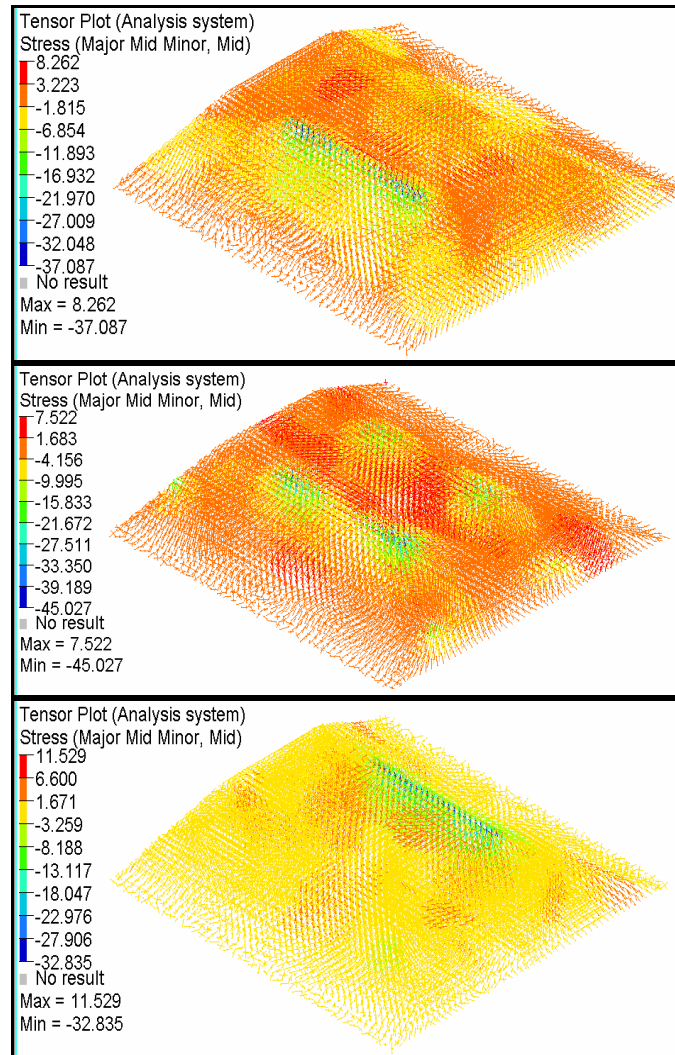 Tensor Plot (Analysis system)
Stress (Major Mid Minor, Mid)
8.262
3.223
-1.815
-6.854
-11.893
-16.932
-21.970
-27.009
-32.048
-37.087
No result
Max = 8.262
Min = -37.087
Tensor Plot (Analysis system)
Stress (Major Mid Minor, Mid)
7.522
1.683
-4.156
-9.995
-15.833
-21.672
-27.511
-33.350
-39.189
-45.027
No result
Max = 7.522
Min = -45.027
Tensor Plot (Analysis system)
Stress (Major Mid Minor, Mid)
11.529
6.600
1.671
-3.259
-8.188
-13.117
-18.047
-22.976
-27.906
-32.835
No result
Max = 11.529
Min = -32.835